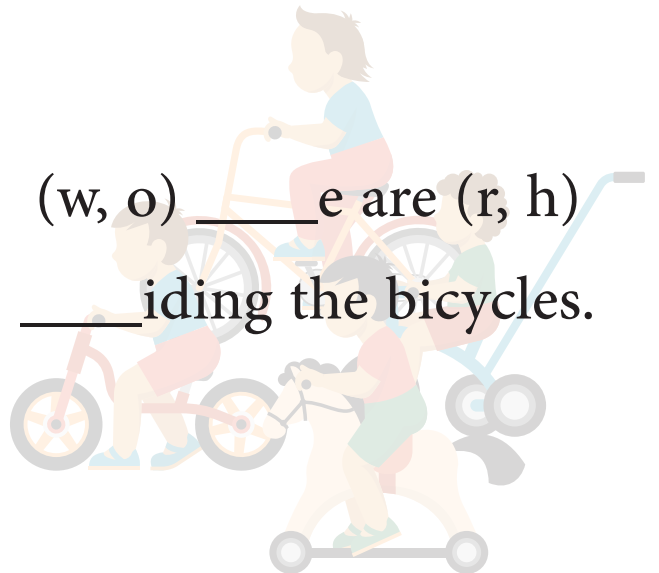 (w, o) ____e are (r, h)
____iding the bicycles.